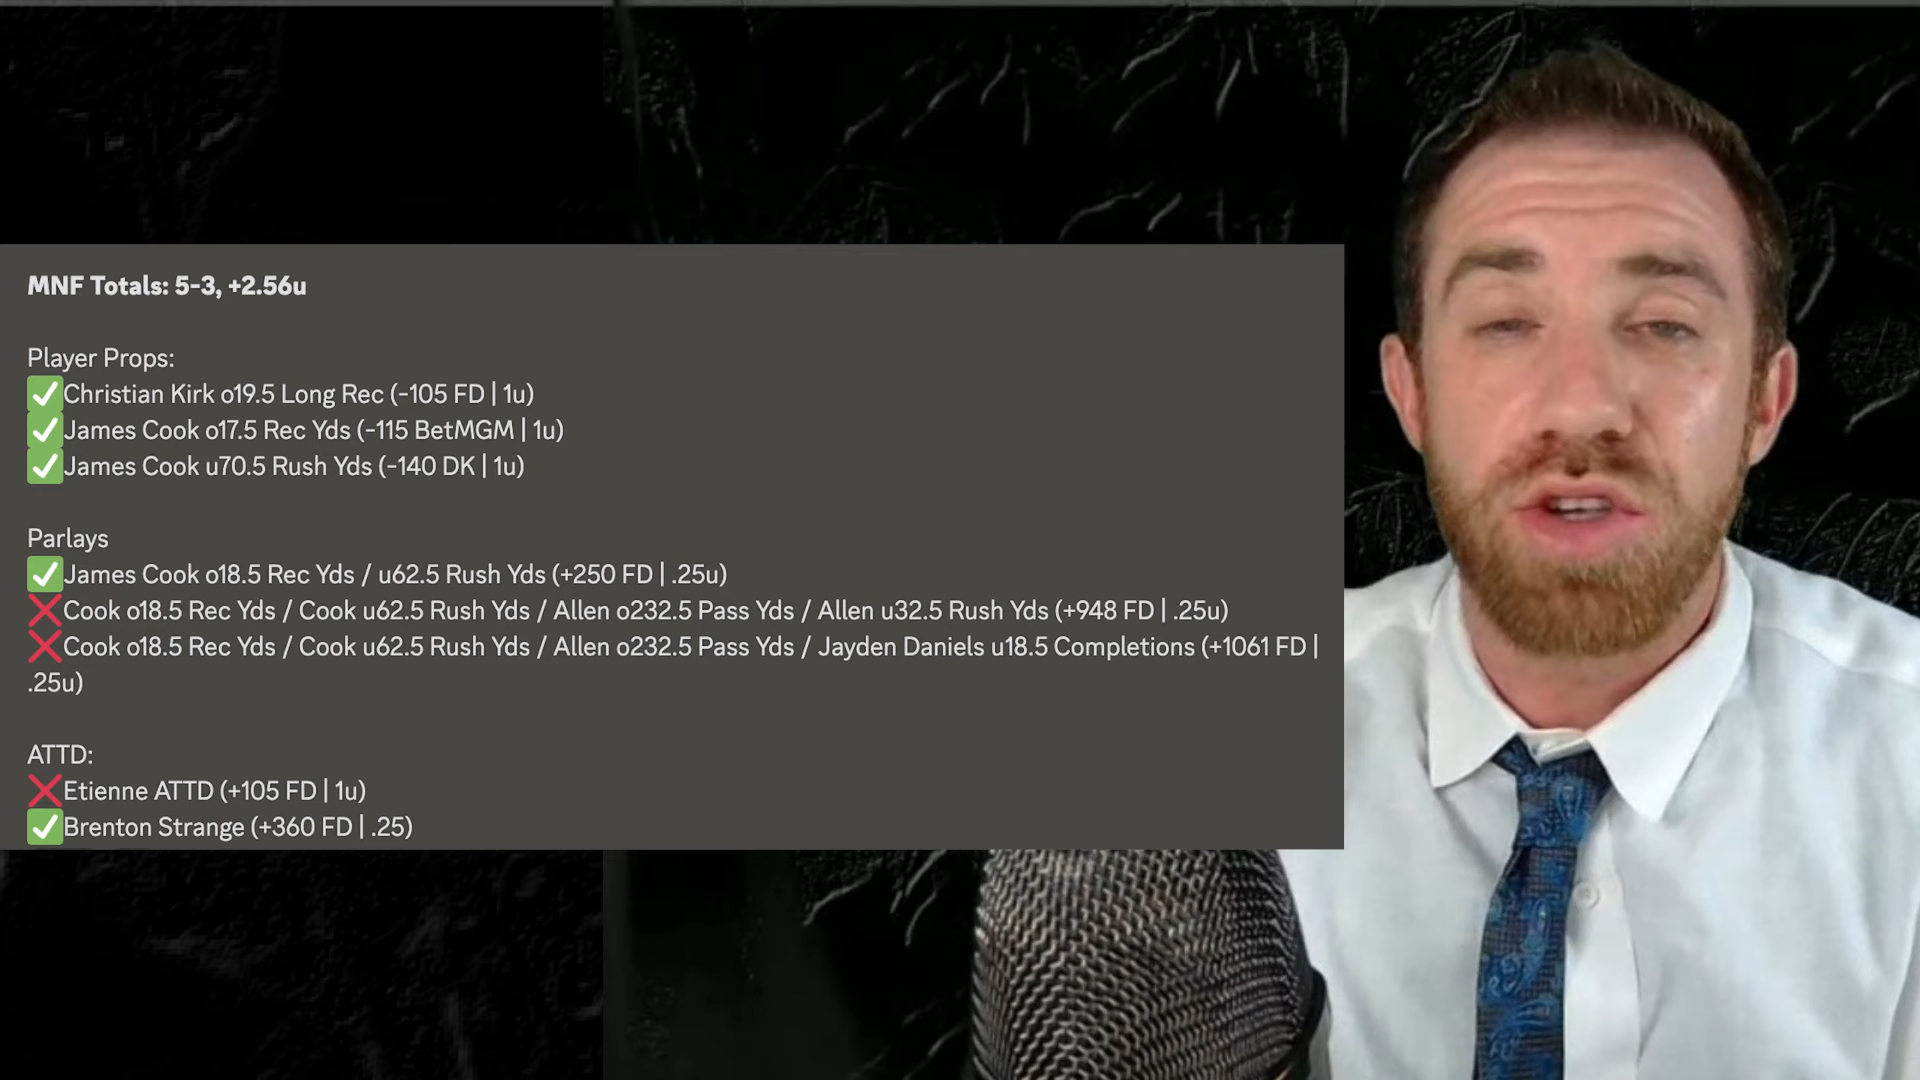 MNF Totals: 5-3, +2.56u
Player Props:
✅Christian Kirk o19.5 Long Rec (-105 FD | 1u)
✅James Cook o17.5 Rec Yds (-115 BetMGM | 1u)
✅James Cook u70.5 Rush Yds (-140 DK | 1u)
Parlays
✅James Cook o18.5 Rec Yds / u62.5 Rush Yds (+250 FD | .25u)
❌Cook o18.5 Rec Yds / Cook u62.5 Rush Yds / Allen o232.5 Pass Yds / Allen u32.5 Rush Yds (+948 FD | .25u)
❌Cook o18.5 Rec Yds / Cook u62.5 Rush Yds / Allen o232.5 Pass Yds / Jayden Daniels u18.5 Completions (+1061 FD |
.25u)
ATTD:
❌Etienne ATTD (+105 FD | 1u)
✅Brenton Strange (+360 FD | .25)